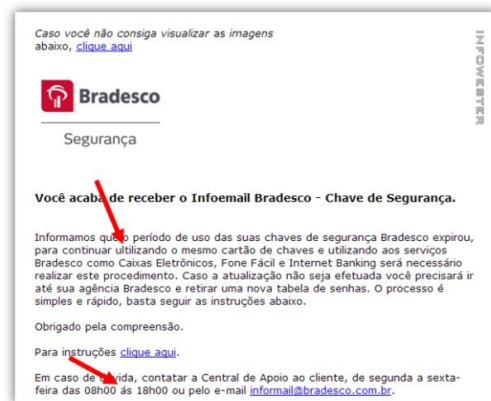 Caso você não consiga visualizar as imagens
abaixo, clique aqui
INFOWESTER
Bradesco
Segurança
Você acaba de receber o Infoemail Bradesco - Chave de Segurança.
Informamos que o período de uso das suas chaves de segurança Bradesco expirou,
para continuar ultilizando o mesmo cartão de chaves e utilizando aos serviços
Bradesco como Caixas Eletrônicos, Fone Fácil e Internet Banking será necessário
realizar este procedimento. Caso a atualização não seja efetuada você precisará ir
até sua agência Bradesco e retirar uma nova tabela de senhas. O processo é
simples e rápido, basta seguir as instruções abaixo.
Obrigado pela compreensão.
Para instruções clique aqui.
Em caso de dúvida, contatar a Central de Apoio ao cliente, de segunda a sexta-
feira das 08h00 ás 18h00 ou pelo e-mail informail@bradesco.com.br.